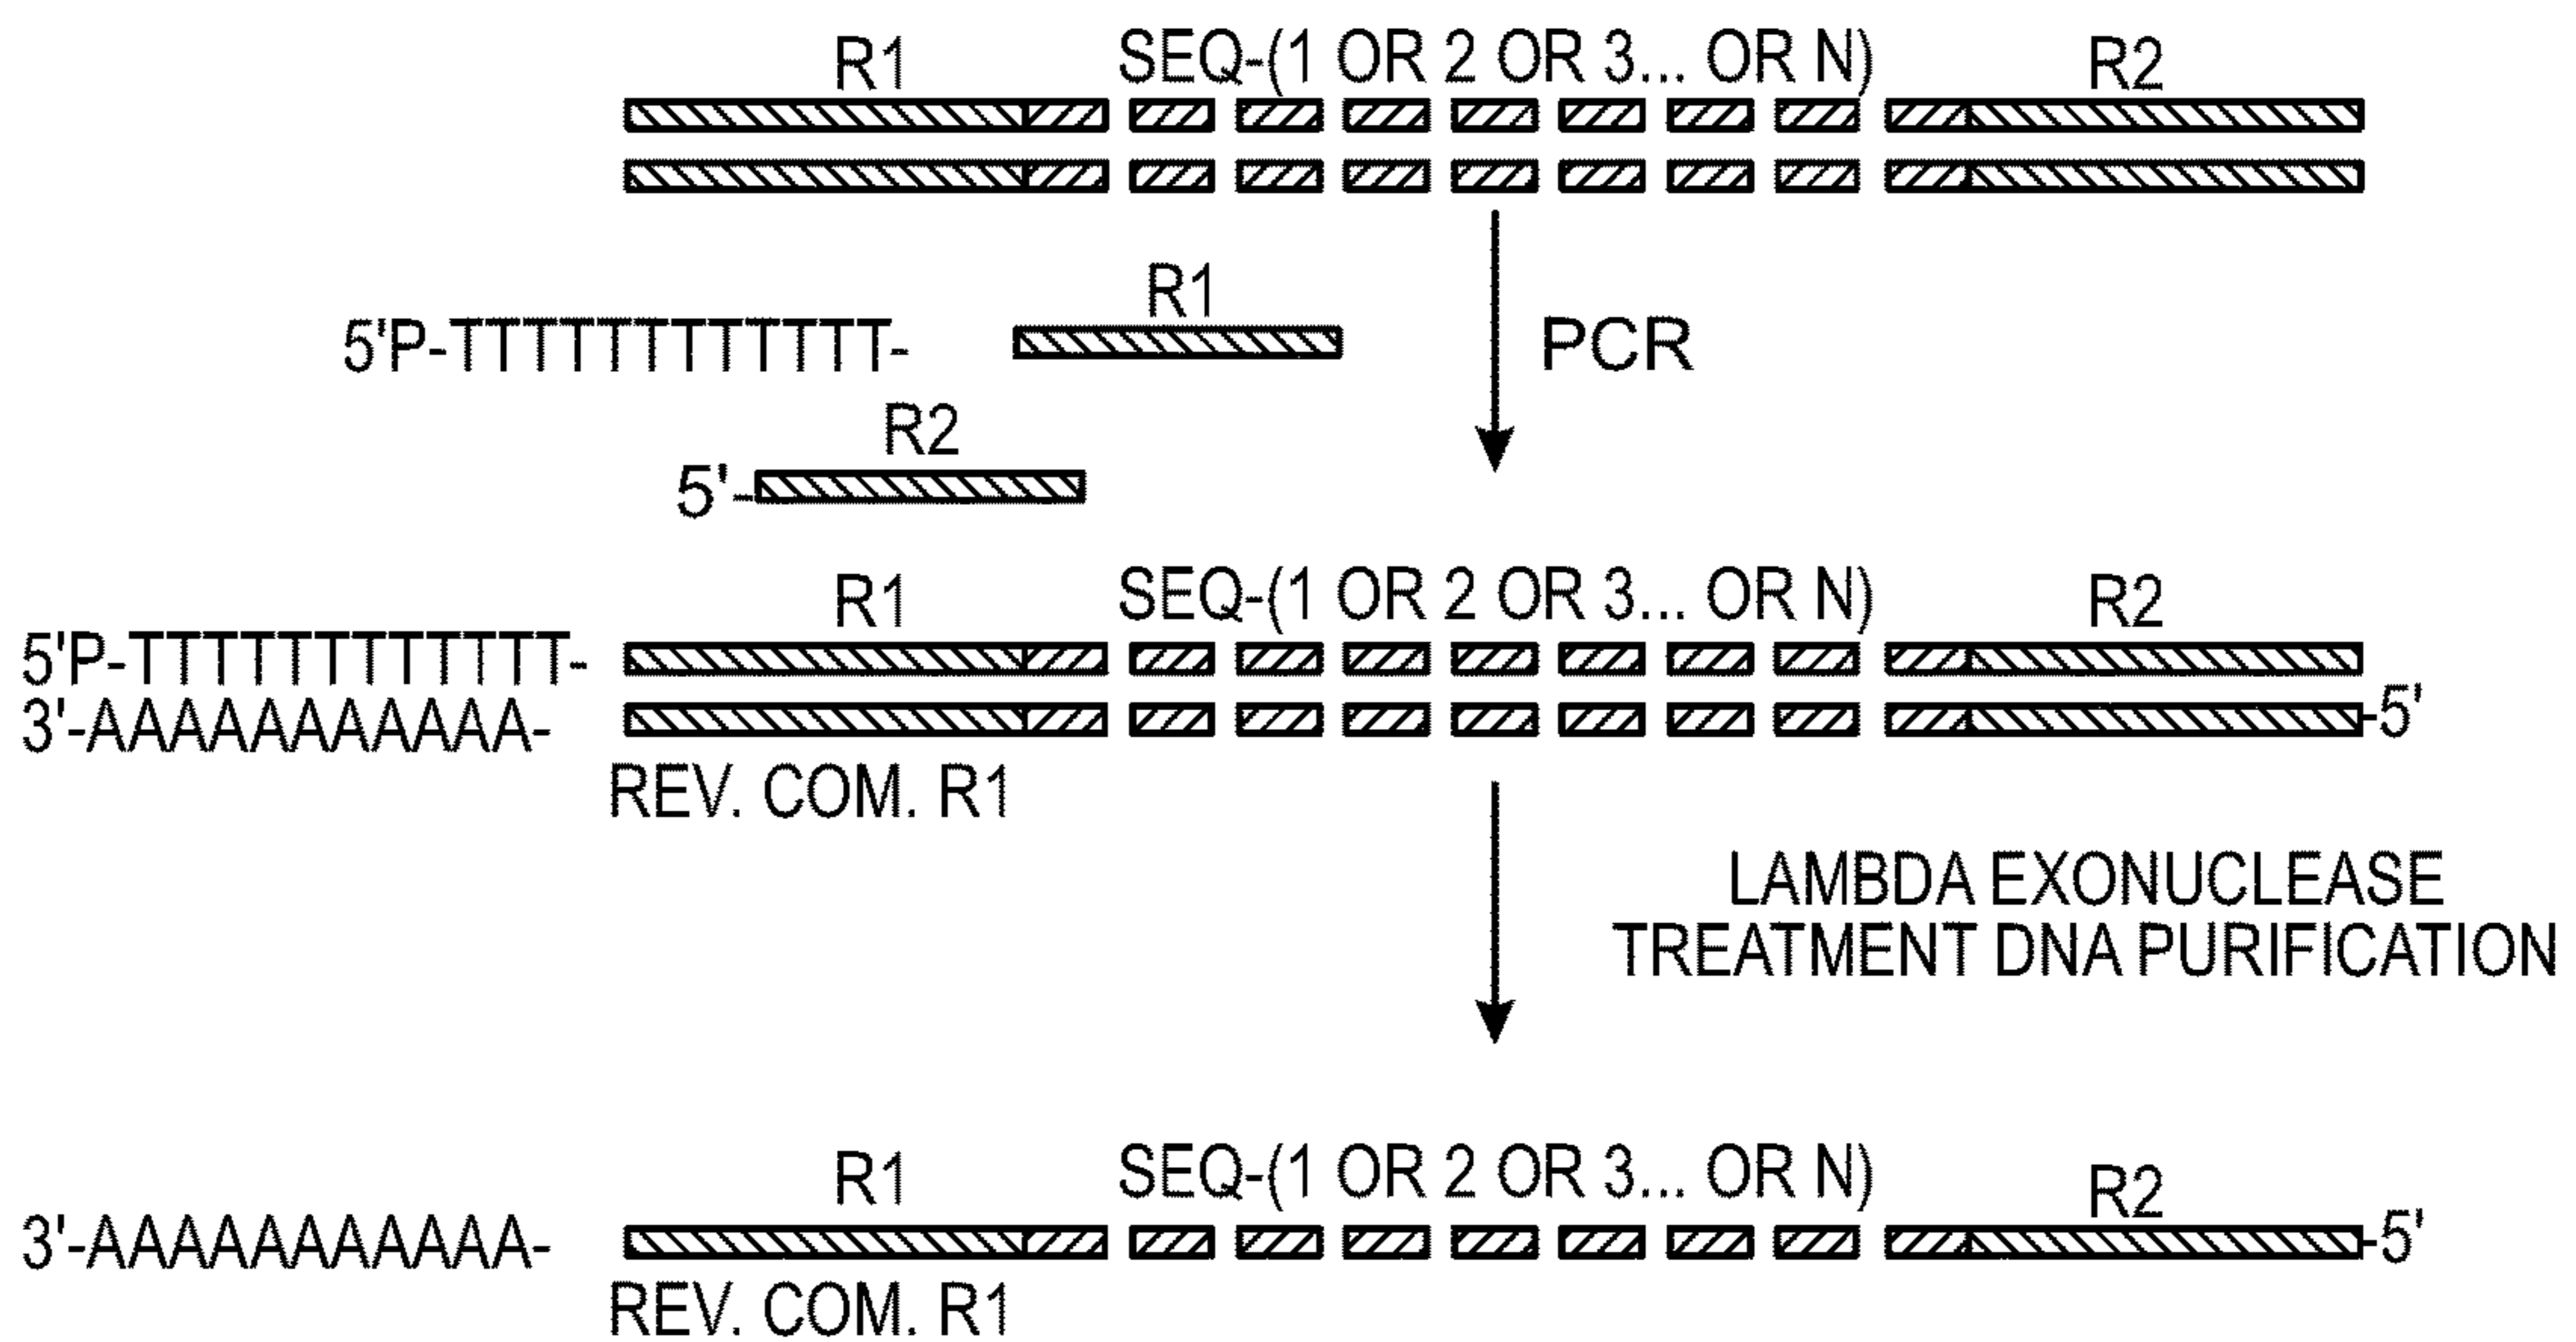 R1 SEQ-(1 OR 2 OR 3... OR N) R2
R1
5'P-TTTTTTTTTTTT-
PCR
R2
5'-
R1 SEQ-(1 OR 2 OR 3... OR N) R2
5'P-TTTTTTTTTTTT-
3'-AAAAAAAAAAA- -5'
REV. COM. R1
LAMBDA EXONUCLEASE
TREATMENT DNA PURIFICATION
R1 SEQ-(1 OR 2 OR 3... OR N) R2
3'-AAAAAAAAAAA- -5'
REV. COM. R1